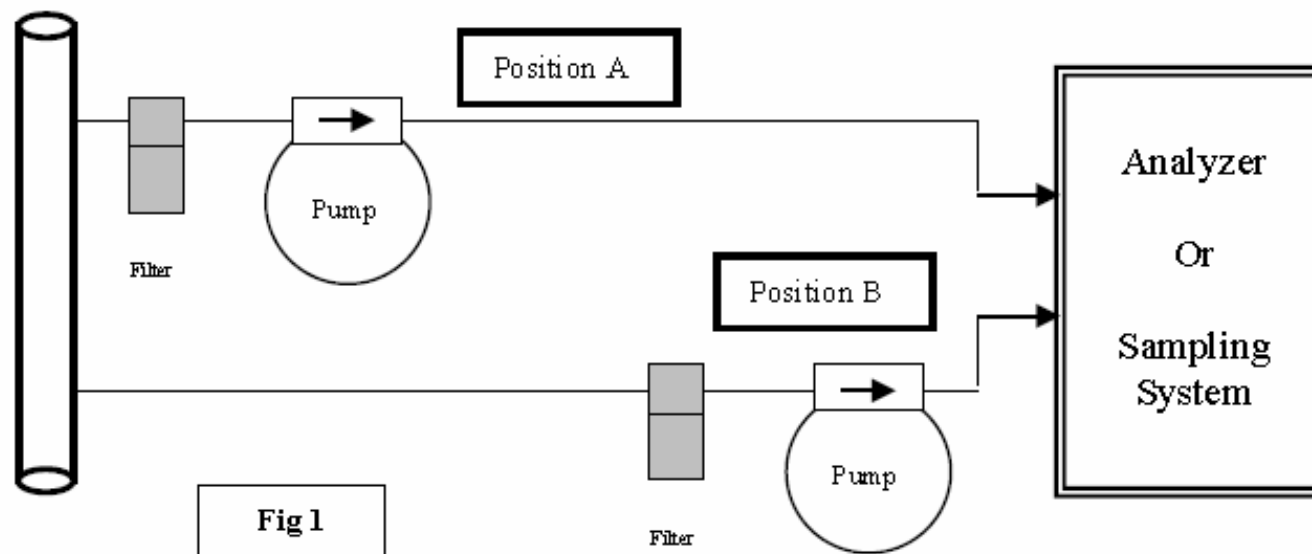 Position A
Pump
Filter
Analyzer
Or
Sampling
System
Position B
Pump
Filter
Fig 1